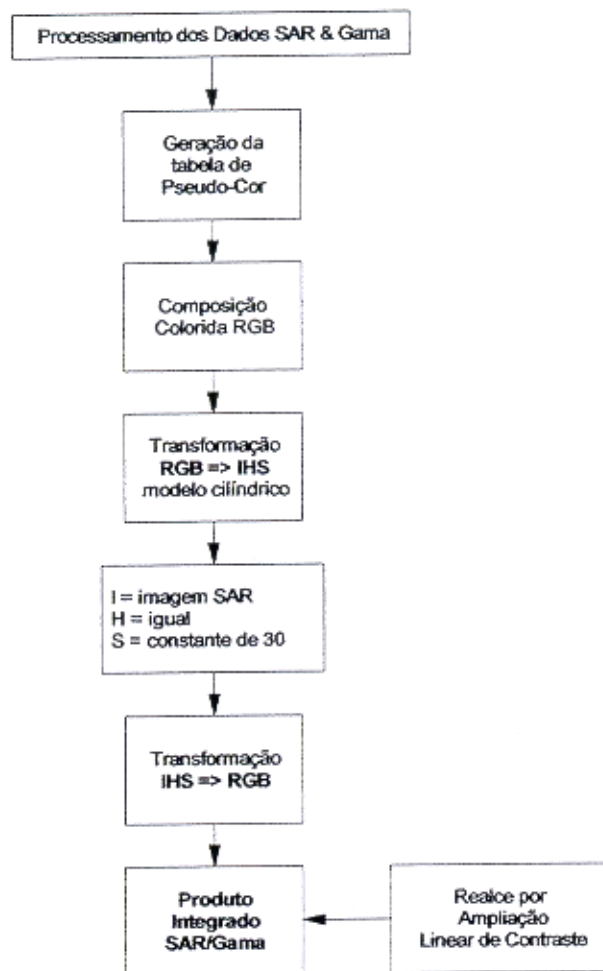 Processamento dos Dados SAR & Gama
Geração da
tabela de
Pseudo-Cor
Composição
Colorida RGB
Transformação
RGB => IHS
modelo cilíndrico
I = imagem SAR
H = igual
S = constante de 30
Transformação
IHS => RGB
Produto
Integrado
SAR/Gama
Realce por
Ampliação
Linear de Contraste